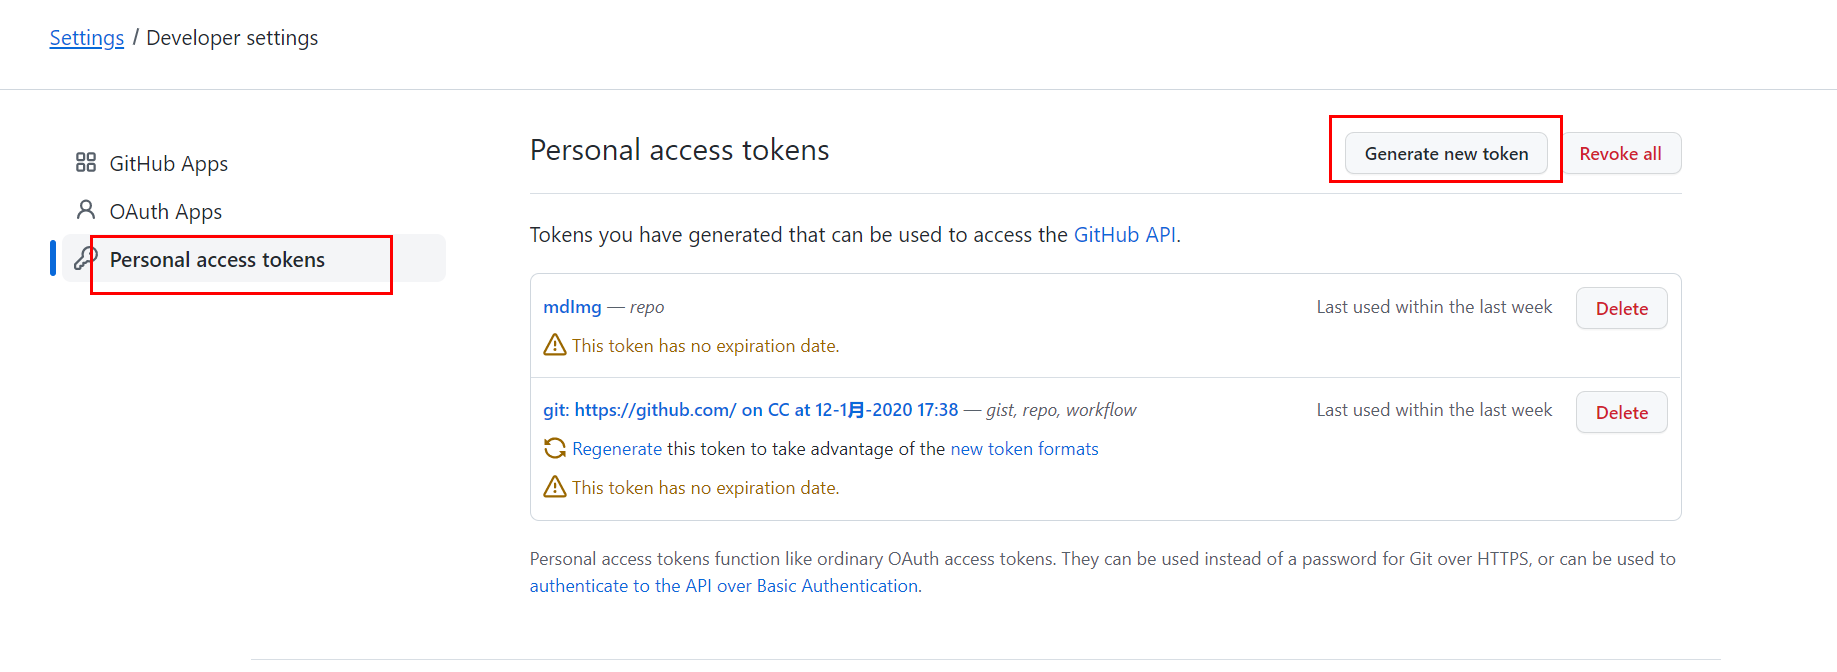 Settings / Developer settings
GitHub Apps
OAuth Apps
Personal access tokens
Personal access tokens
Generate new token
Revoke all
Tokens you have generated that can be used to access the GitHub API.
mdImg — repo
Last used within the last week
Delete
This token has no expiration date.
git: https://github.com/ on CC at 12-1月-2020 17:38 — gist, repo, workflow
Last used within the last week
Delete
Regenerate this token to take advantage of the new token formats
This token has no expiration date.
Personal access tokens function like ordinary OAuth access tokens. They can be used instead of a password for Git over HTTPS, or can be used to
authenticate to the API over Basic Authentication.